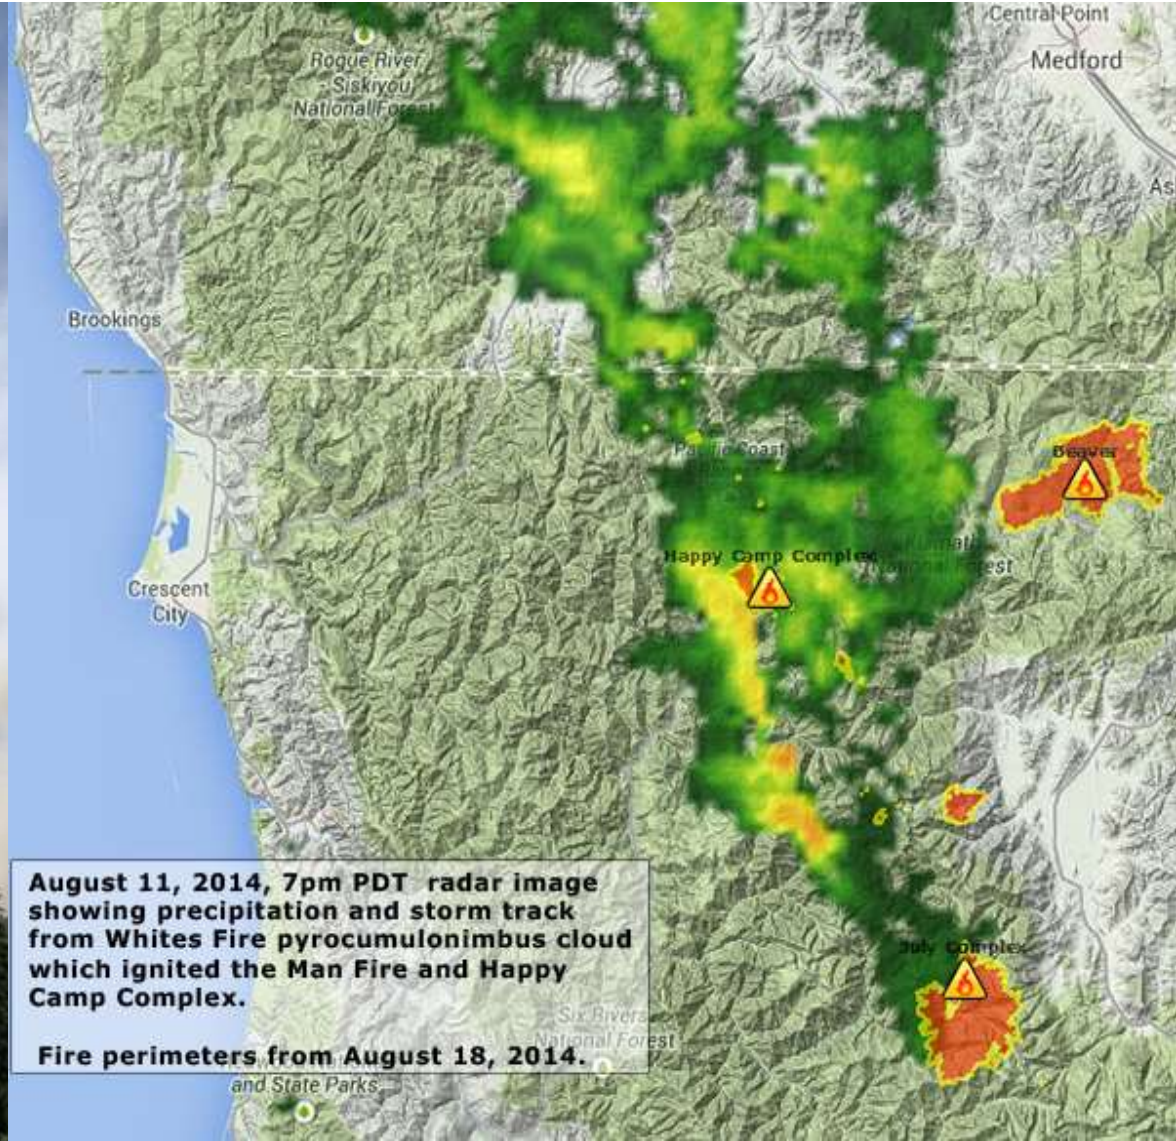 Central Point
Medford
As
Rogue River
- Siskiyou
National Forest
Brookings
Pacific Coast
Beaver
Happy Camp Complex
National Forest
Crescent
City
August 11, 2014, 7pm PDT radar image
showing precipitation and storm track
from Whites Fire pyrocumulonimbus cloud
which ignited the Man Fire and Happy
Camp Complex.
July Complex
Six Rivers
National Forest
Fire perimeters from August 18, 2014.
and State Parks